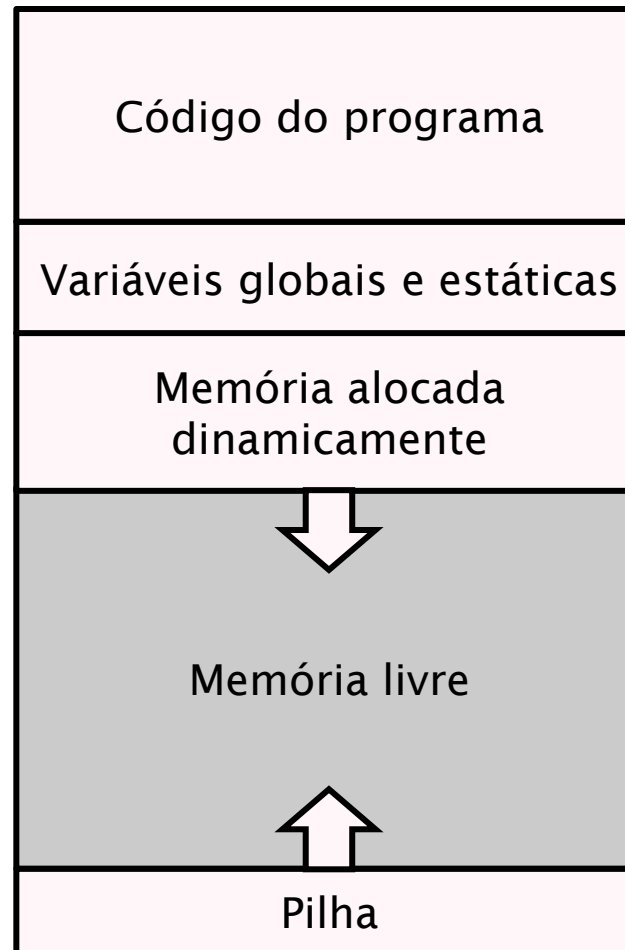 Código do programa
Variáveis globais e estáticas
Memória alocada
dinamicamente
Memória livre
Pilha